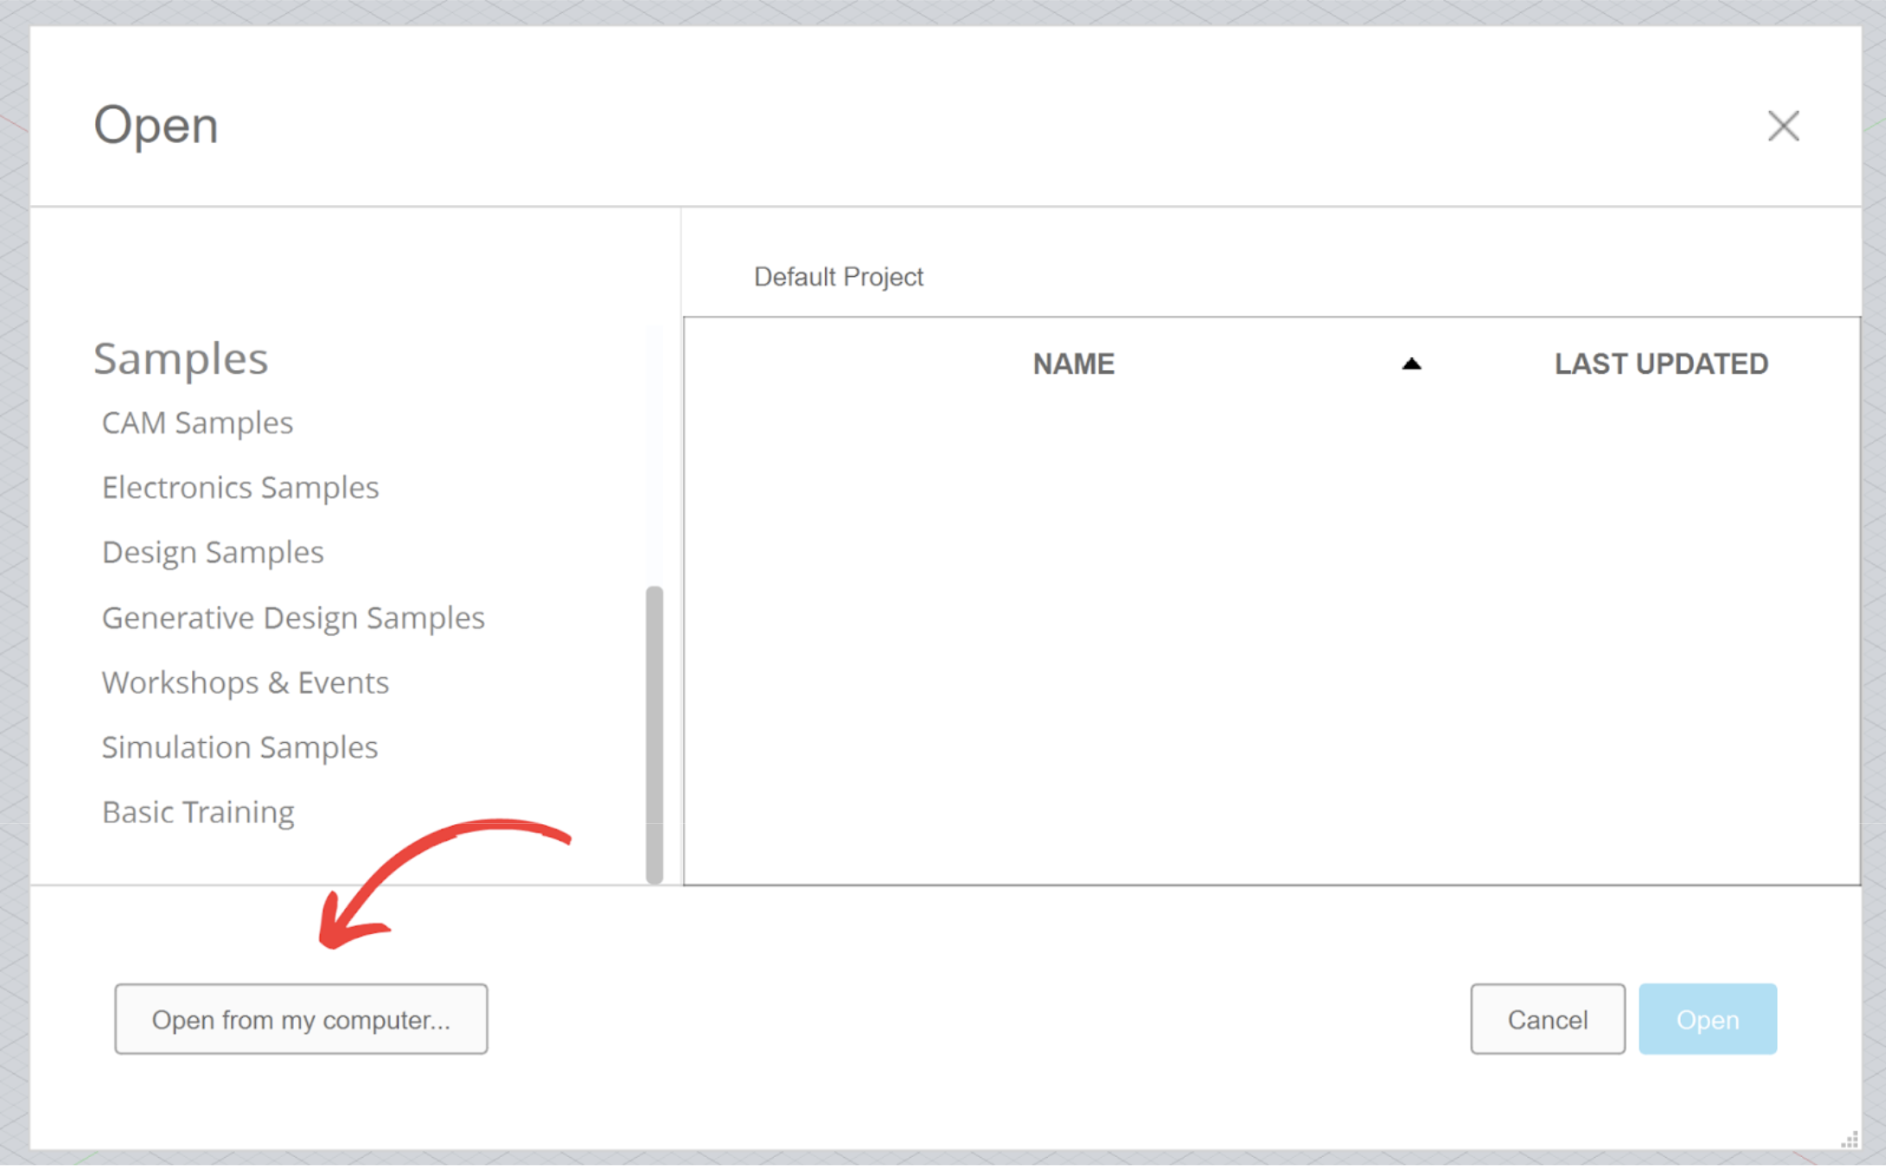 Open
Default Project
Samples
NAME
LAST UPDATED
CAM Samples
Electronics Samples
Design Samples
Generative Design Samples
Workshops & Events
Simulation Samples
Basic Training
Open from my computer...
Cancel
Open